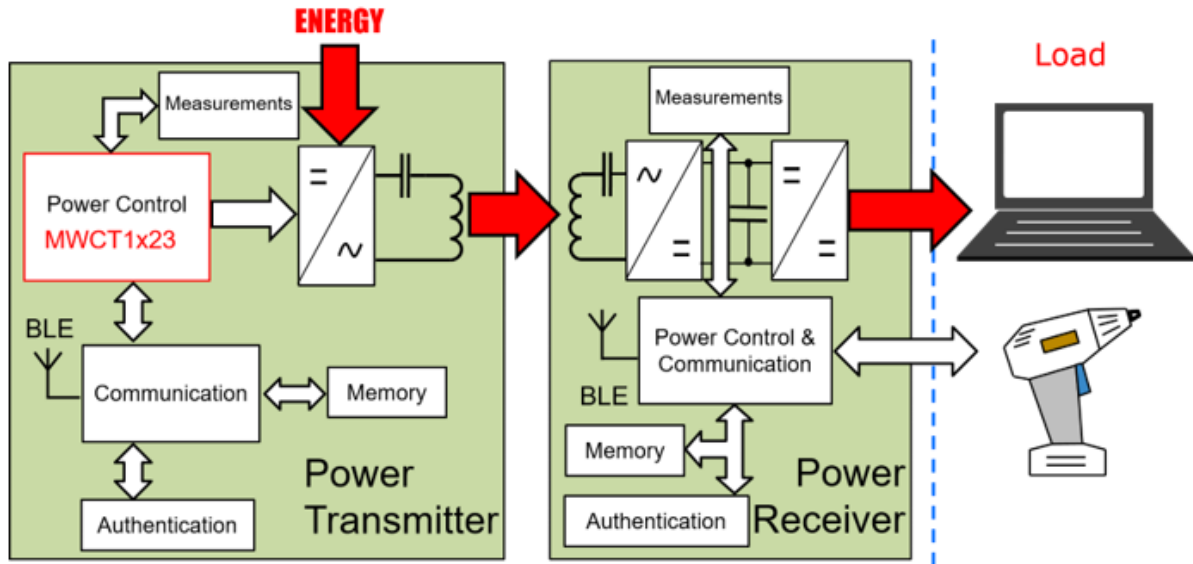 ENERGY
Measurements
Power Control
MWCT1x23
BLE
Communication
Memory
Authentication
Power
Transmitter
Measurements
Power Control &
Communication
BLE
Memory
Authentication
Power
Receiver
Load